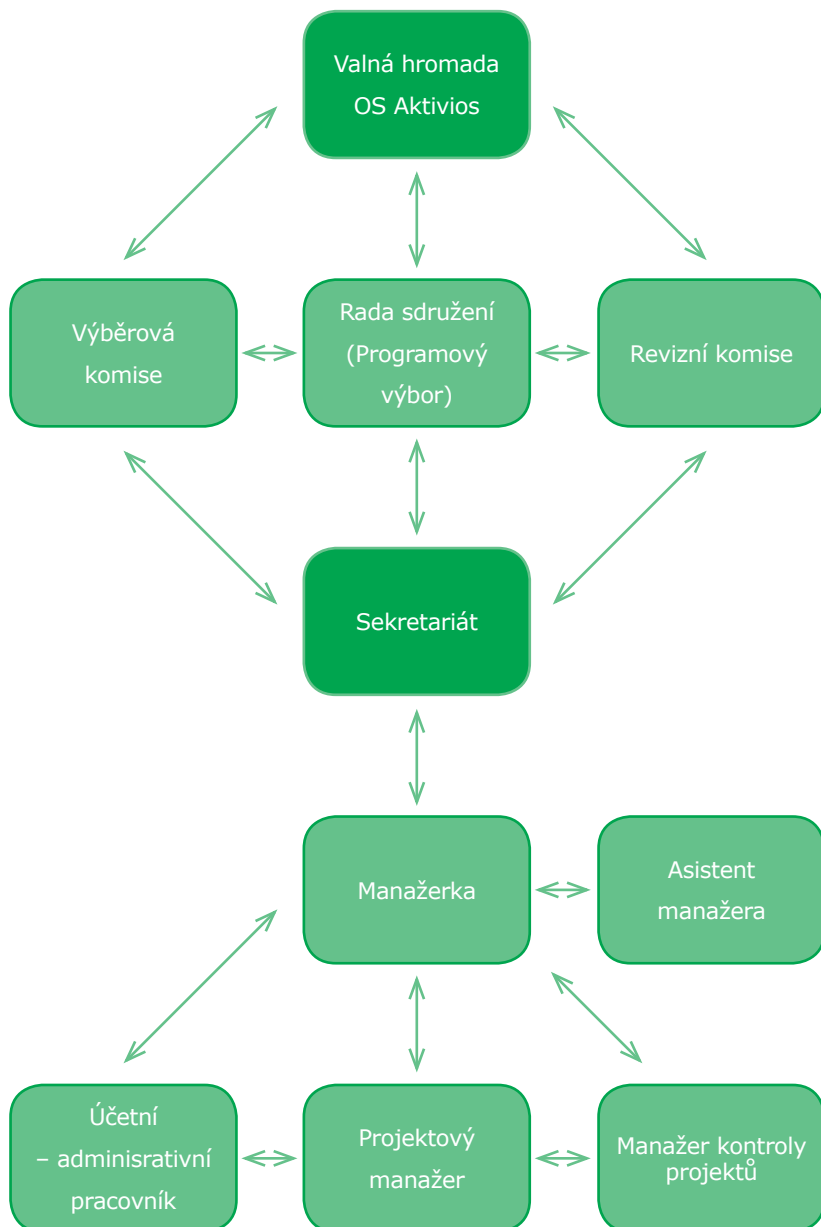 Valná hromada
OS Aktivios
Výběrová
komise
Rada sdružení
(Programový
výbor)
Revizní komise
Sekretariát
Manažerka
Asistent
manažera
Účetní
– adminisrativní
pracovník
Projektový
manažer
Manažer kontroly
projektů